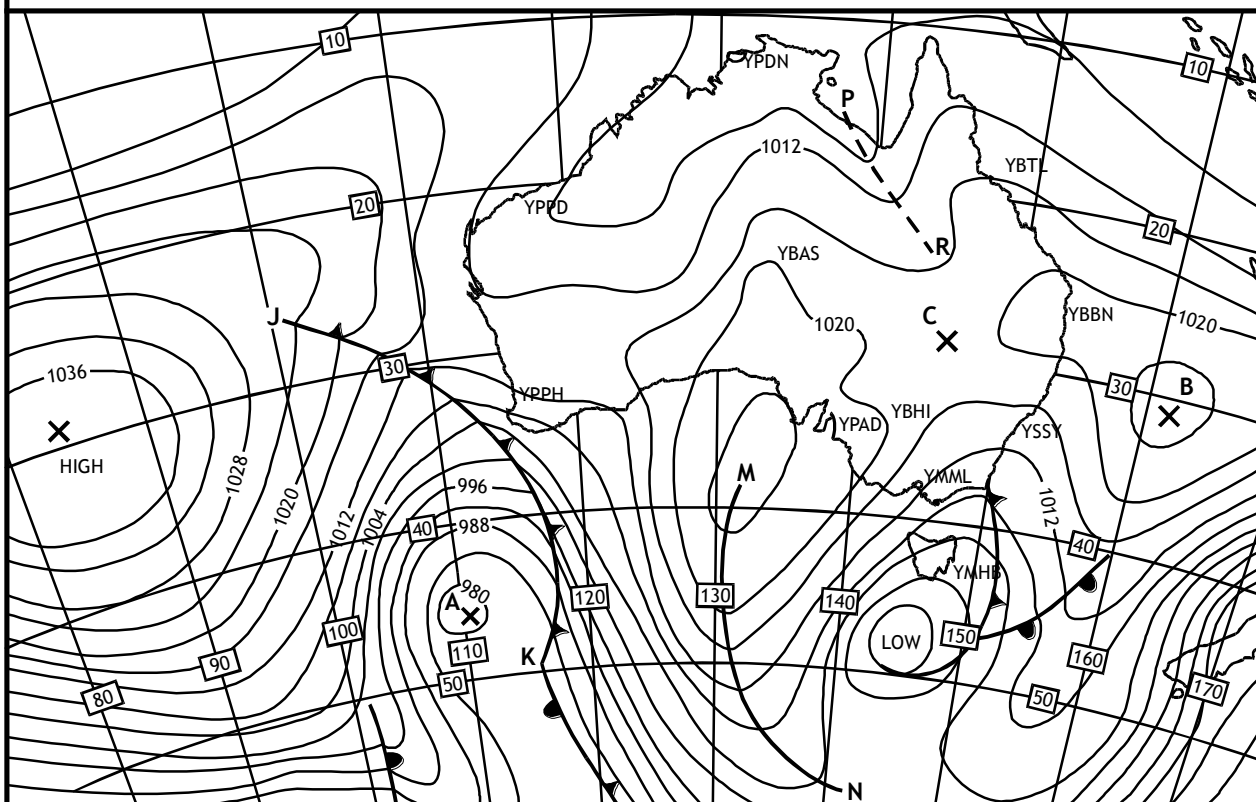 10
YPDN
10
P
1012
YBTL
20
YPPD
20
R
YBAS
J
C
YBBN
1020
1020
30
1036
30
B
YPPH
YBHI
YPAD
YSSY
HIGH
1028
M
YMML
996
1020
1012
1012
1004
40
988
40
YMHB
980
A
120
130
140
100
150
LOW
110
K
160
90
50
170
80
50
N